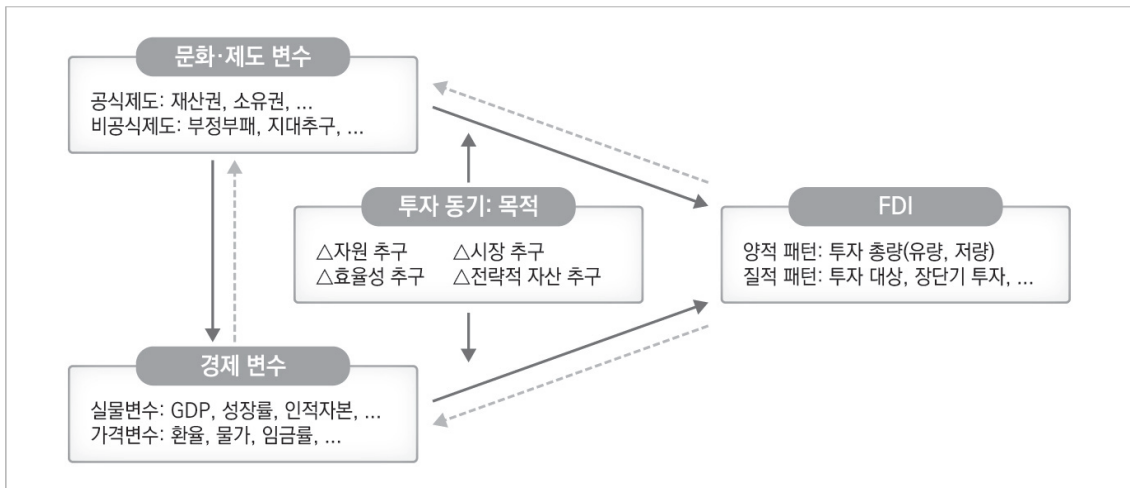 문화·제도 변수
공식제도: 재산권, 소유권, ...
비공식제도: 부정부패, 지대추구, ...
투자 동기: 목적
△자원 추구 △시장 추구
△효율성 추구 △전략적 자산 추구
FDI
양적 패턴: 투자 총량(유량, 저량)
질적 패턴: 투자 대상, 장단기 투자, ...
경제 변수
실물변수: GDP, 성장률, 인적자본, ...
가격변수: 환율, 물가, 임금률, ...